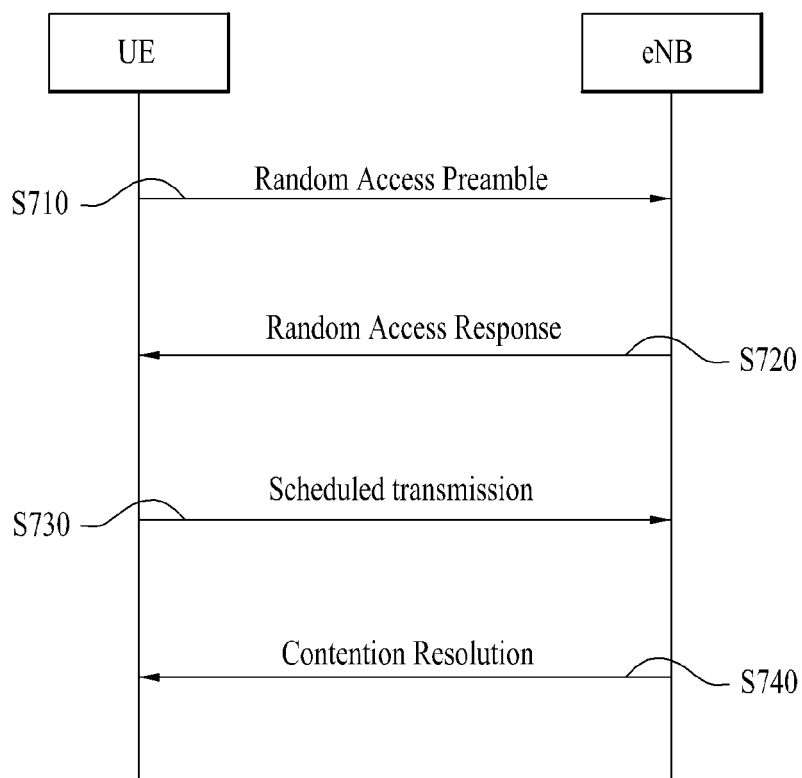 UE
eNB
Random Access Preamble
S710
Random Access Response
S720
Scheduled transmission
S730
Contention Resolution
S740